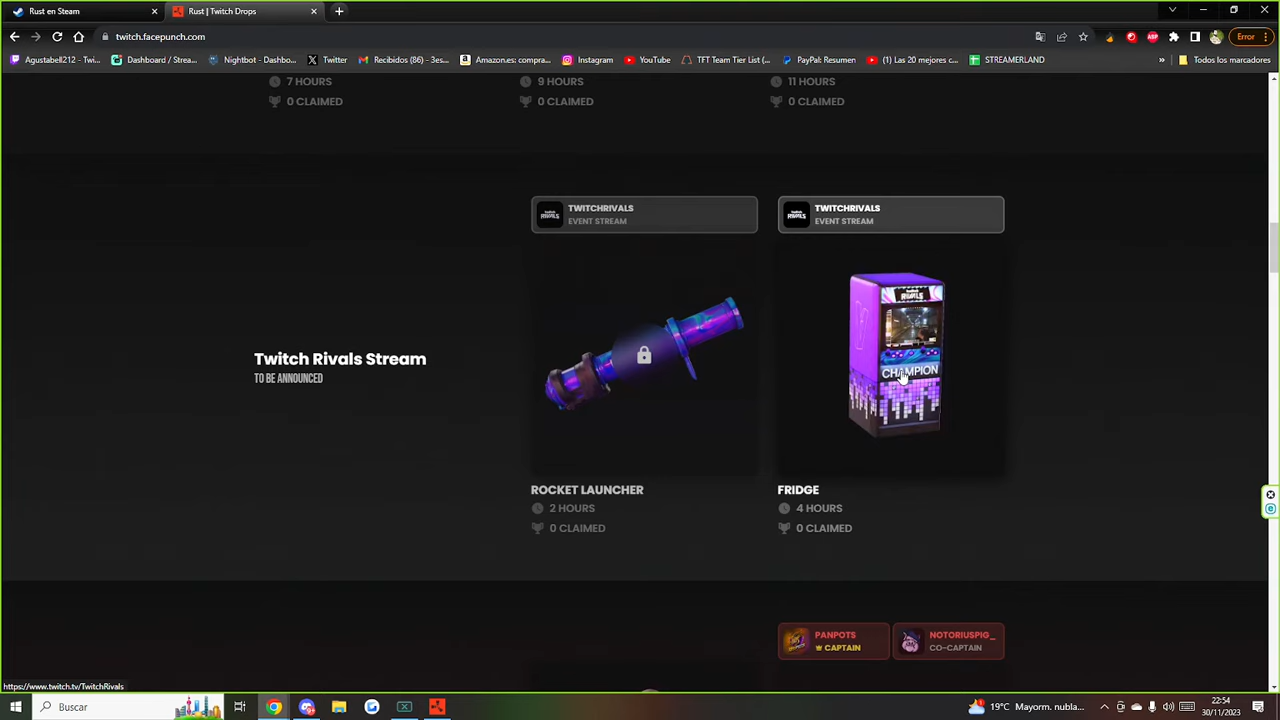 Rust en Steam
Rust | Twitch Drops
twitch.facepunch.com
Error
Agustabell212 - Twi...
Dashboard / Strea...
Nightbot - Dashbo...
Twitter
Recibidos (86) - 3es...
Amazon.es: compra...
Instagram
YouTube
TFT Team Tier List (...
PayPal: Resumen
(1) Las 20 mejores c...
STREAMERLAND
»
Todos los marcadores
7 HOURS
9 HOURS
11 HOURS
0 CLAIMED
0 CLAIMED
0 CLAIMED
TWITCHRIVALS
EVENT STREAM
TWITCHRIVALS
EVENT STREAM
RIVALS
CHAMPION
Twitch Rivals Stream
TO BE ANNOUNCED
ROCKET LAUNCHER
2 HOURS
0 CLAIMED
FRIDGE
4 HOURS
0 CLAIMED
PANPOTS
CAPTAIN
NOTORIUSPIG_
CO-CAPTAIN
https://www.twitch.tv/TwitchRivals
Buscar
19°C Mayorm. nubla...
22:54
30/11/2023